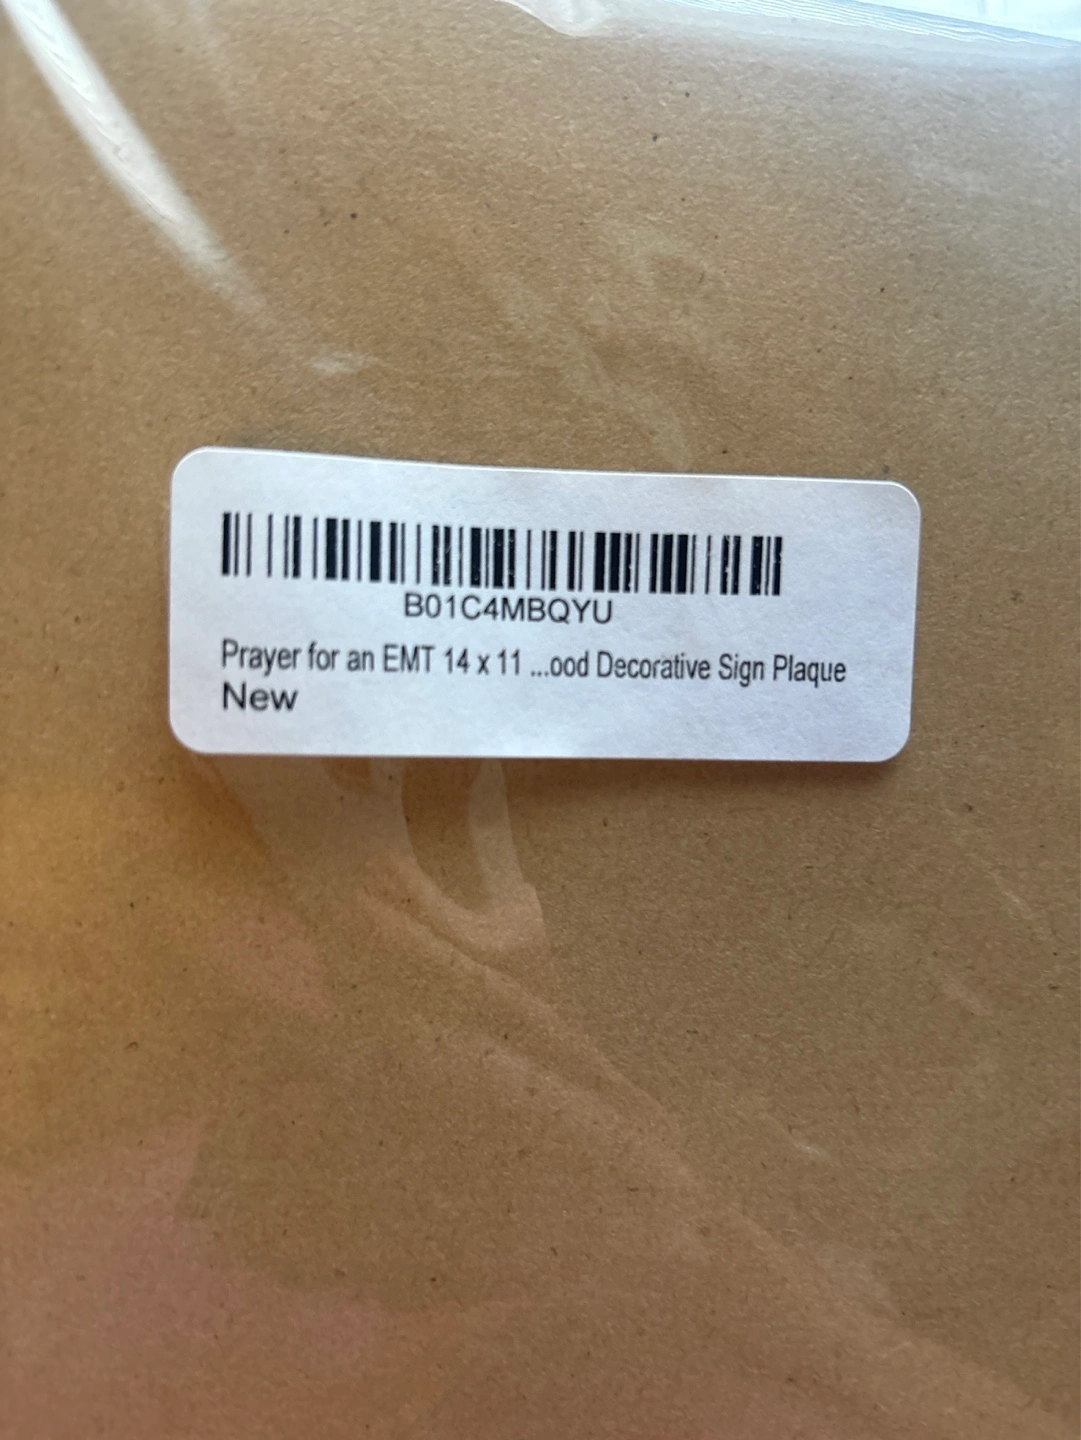 B01C4MBQYU
Prayer for an EMT 14 x 11 ...ood Decorative Sign Plaque
New